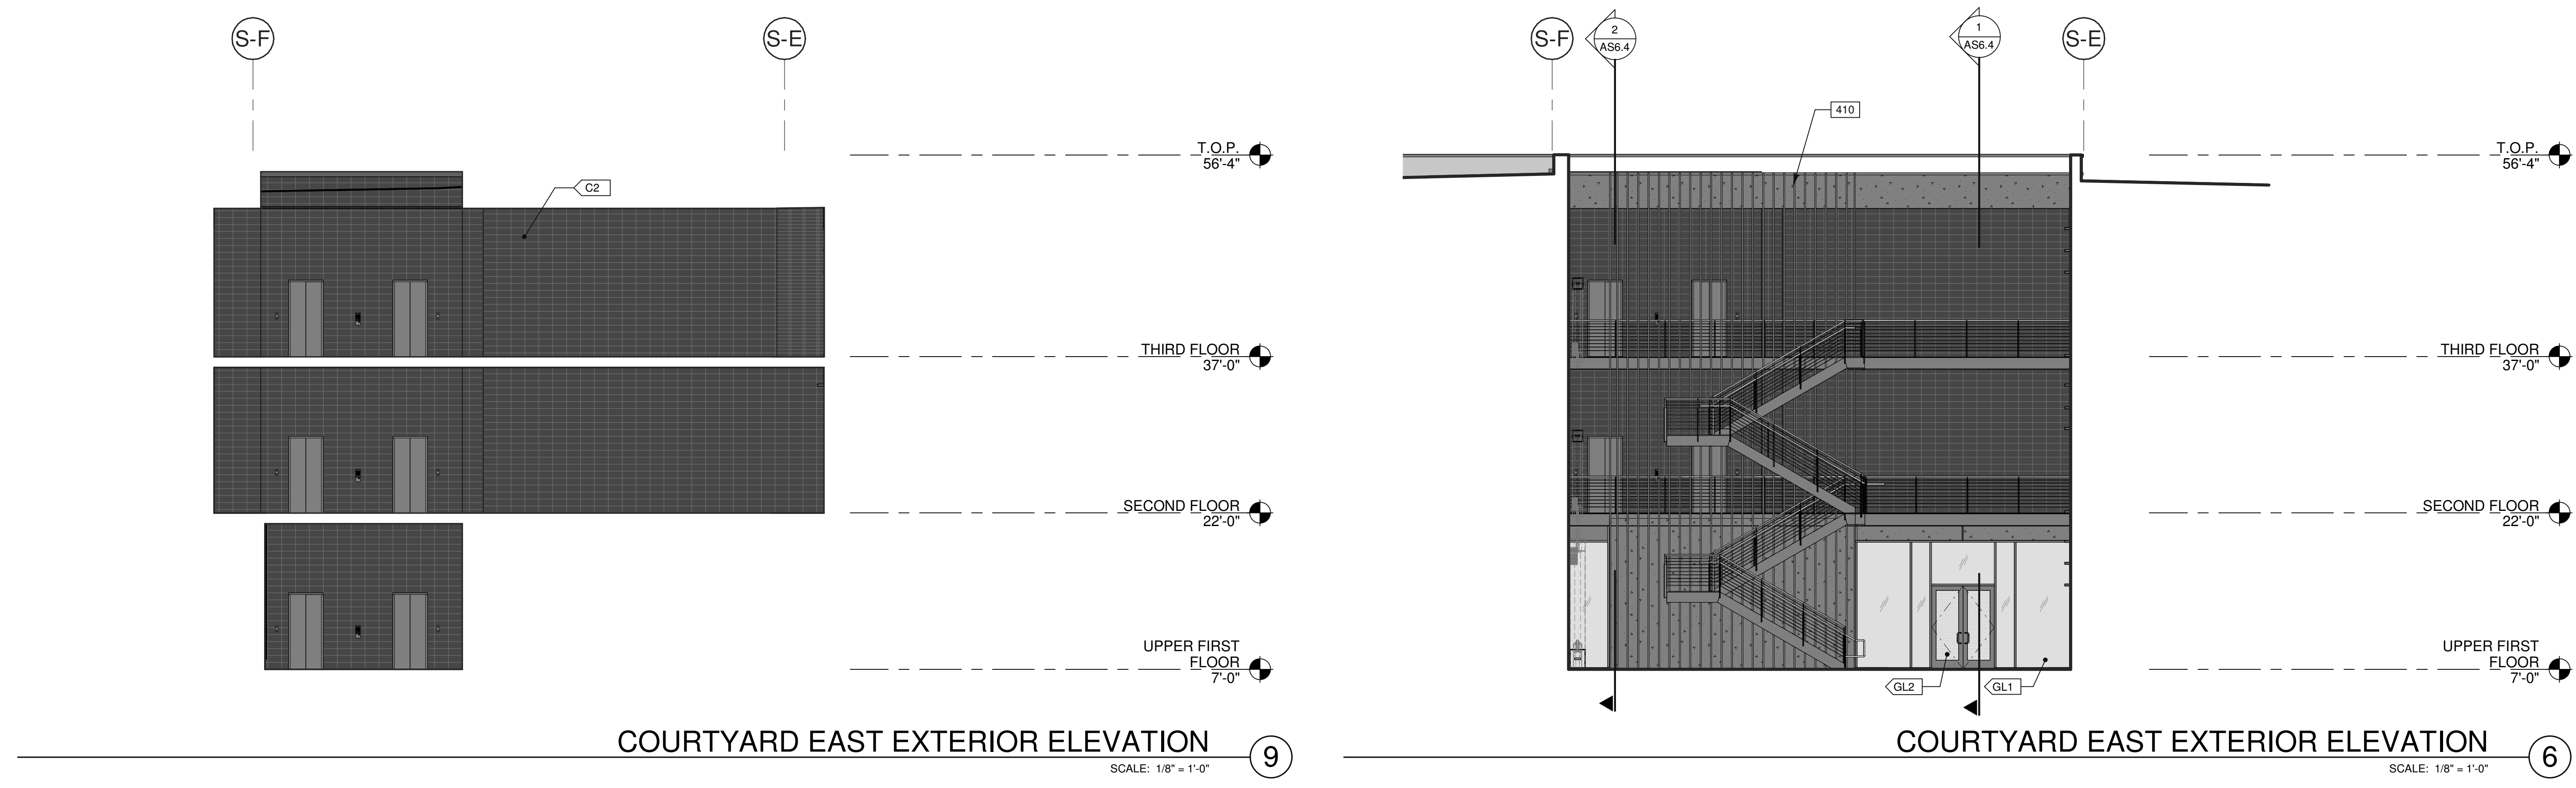 S-F
S-E
C2
T.O.P.
56'-4"
THIRD FLOOR
37'-0"
SECOND FLOOR
22'-0"
UPPER FIRST
FLOOR
7'-0"
COURTYARD EAST EXTERIOR ELEVATION
9
SCALE: 1/8" = 1'-0"
S-F
2
AS6.4
1
AS6.4
S-E
410
T.O.P.
56'-4"
THIRD FLOOR
37'-0"
SECOND FLOOR
22'-0"
UPPER FIRST
FLOOR
7'-0"
GL2
GL1
COURTYARD EAST EXTERIOR ELEVATION
6
SCALE: 1/8" = 1'-0"